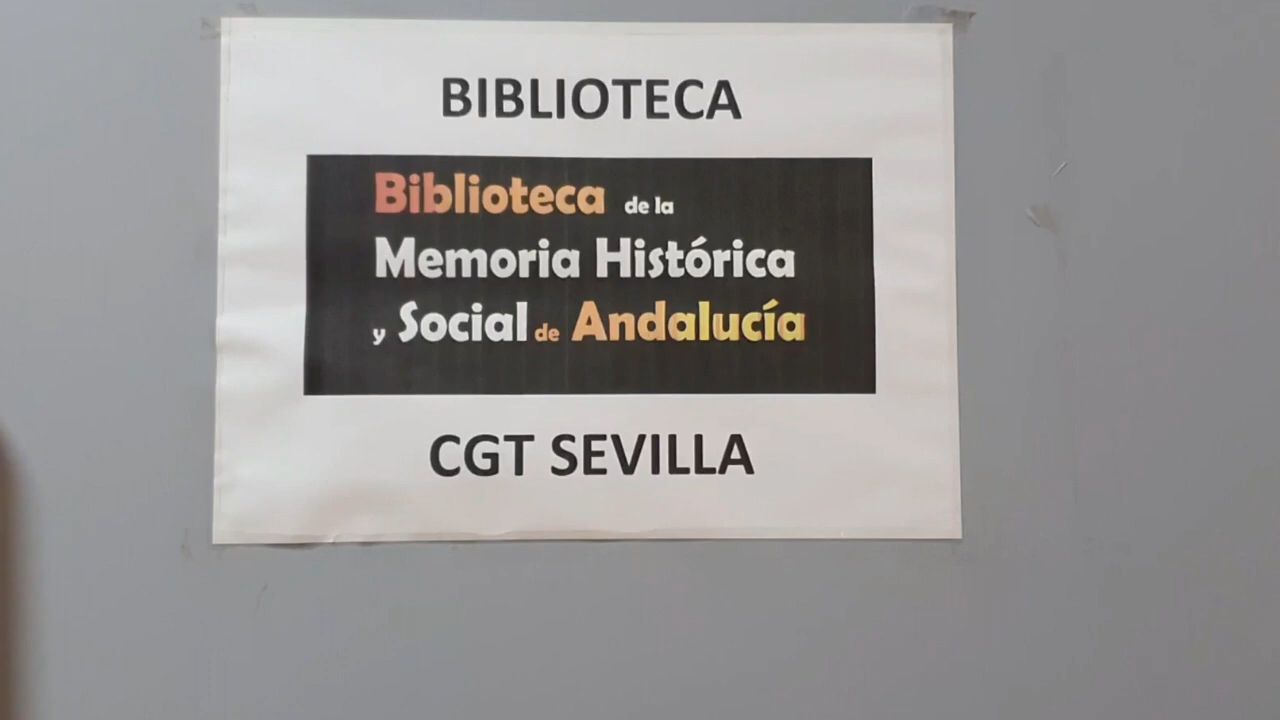 BIBLIOTECA
Biblioteca de la
Memoria Histórica
y Social de Andalucía
CGT SEVILLA